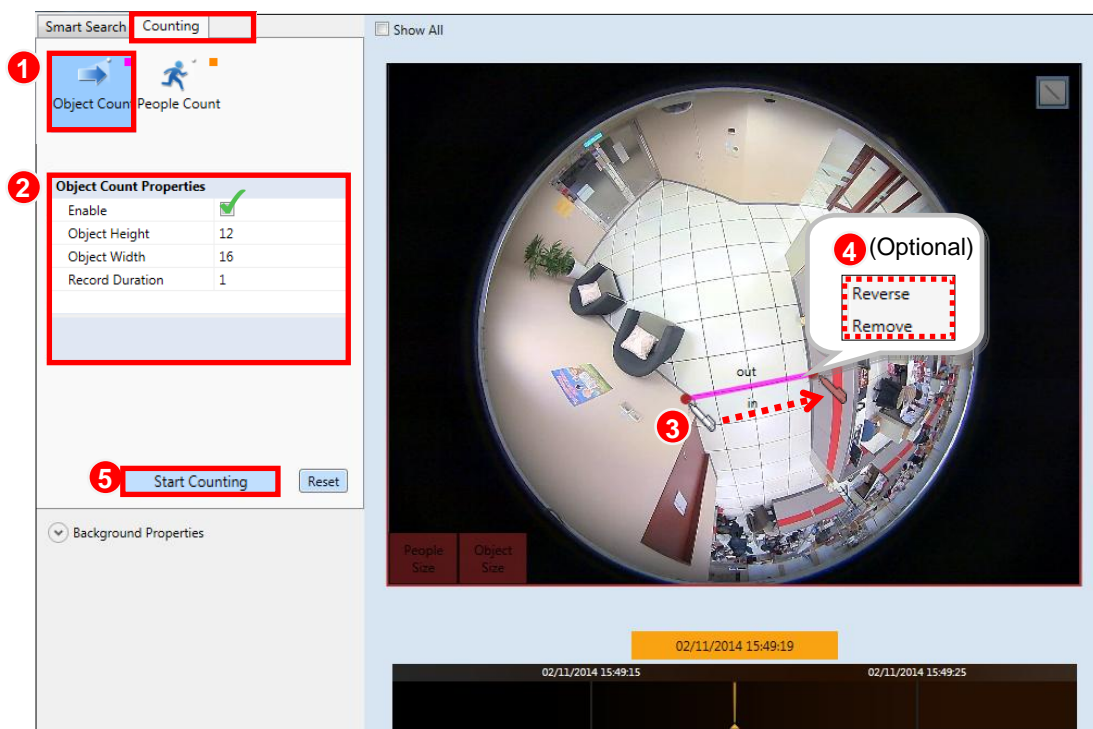 Smart Search Counting
Show All
1
Object Count People Count
2
Object Count Properties
Enable
Object Height 12
Object Width 16
Record Duration 1
4 (Optional)
Reverse
Remove
out
in
3
5 Start Counting Reset
Background Properties
People Size
Object Size
02/11/2014 15:49:19
02/11/2014 15:49:15 02/11/2014 15:49:25